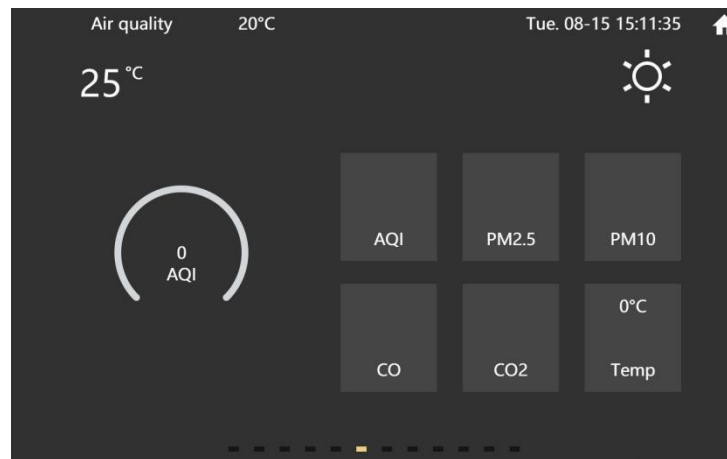 Air quality 20°C Tue. 08-15 15:11:35
25°C
0
AQI
AQI PM2.5 PM10
0°C
CO CO2 Temp